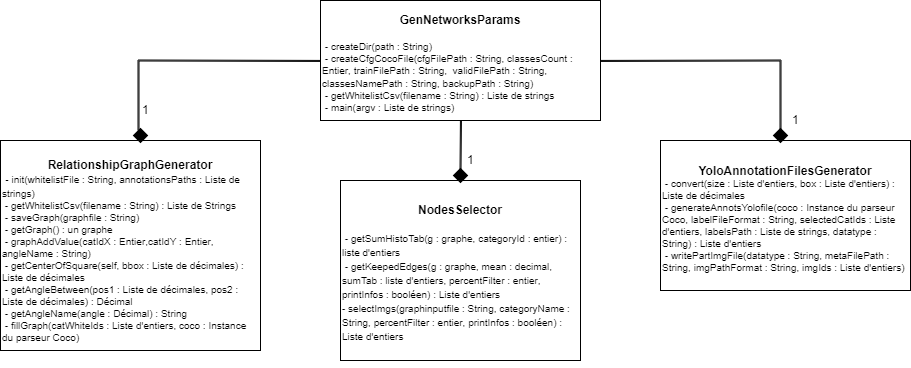 GenNetworksParams
- createDir(path : String)
- createCfgCocoFile(cfgFilePath : String, classesCount :
Entier, trainFilePath : String, validFilePath : String,
classesNamePath : String, backupPath : String)
- getWhitelistCsv(filename : String) : Liste de strings
- main(argv : Liste de strings)
1
1
1
RelationshipGraphGenerator
- init(whitelistFile : String, annotationsPaths : Liste de
strings)
- getWhitelistCsv(filename : String) : Liste de Strings
- saveGraph(graphfile : String)
- getGraph() : un graphe
- graphAddValue(catIdX : Entier,catIdY : Entier,
angleName : String)
- getCenterOfSquare(self, bbox : Liste de décimales) :
Liste de décimales
- getAngleBetween(pos1 : Liste de décimales, pos2 :
Liste de décimales) : Décimal
- getAngleName(angle : Décimal) : String
- fillGraph(catWhiteIds : Liste d'entiers, coco : Instance
du parseur Coco)
NodesSelector
- getSumHistoTab(g : graphe, categoryId : entier) :
liste d'entiers
- getKeepedEdges(g : graphe, mean : decimal,
sumTab : liste d'entiers, percentFilter : entier,
printInfos : booléen) : Liste d'entiers
- selectImgs(graphinputfile : String, categoryName :
String, percentFilter : entier, printInfos : booléen) :
Liste d'entiers
YoloAnnotationFilesGenerator
- convert(size : Liste d'entiers, box : Liste d'entiers) :
Liste de décimales
- generateAnnotsYolofile(coco : Instance du parseur
Coco, labelFileFormat : String, selectedCatIds : Liste
d'entiers, labelsPath : Liste de strings, datatype :
String) : Liste d'entiers
- writePartImgFile(datatype : String, metaFilePath
: String, imgPathFormat : String, imgIds : Liste d'entiers)